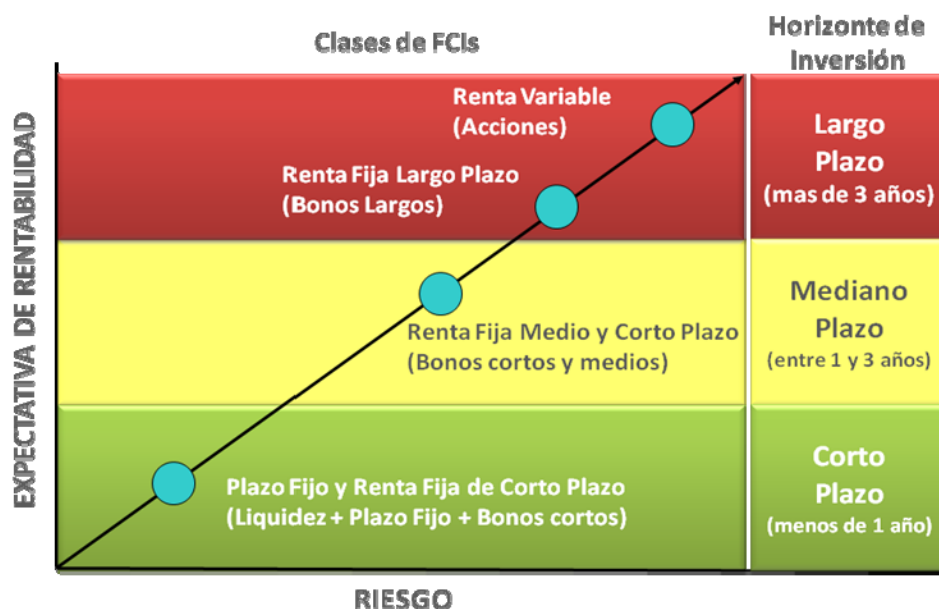 Clases de FCIs
Horizonte de
Inversión
EXPECTATIVA DE RENTABILIDAD
Renta Variable
(Acciones)
Renta Fija Largo Plazo
(Bonos Largos)
Largo
Plazo
(mas de 3 años)
Renta Fija Medio y Corto Plazo
(Bonos cortos y medios)
Mediano
Plazo
(entre 1 y 3 años)
Plazo Fijo y Renta Fija de Corto Plazo
(Liquidez + Plazo Fijo + Bonos cortos)
Corto
Plazo
(menos de 1 año)
RIESGO